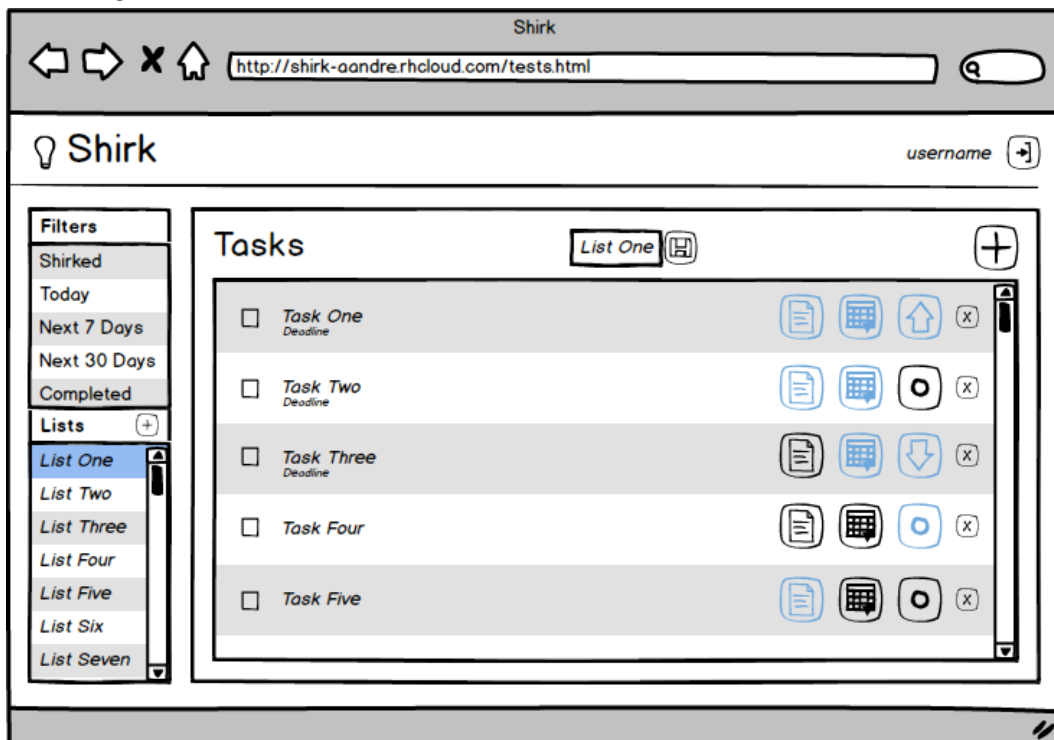 Shirk
http://shirk-aandre.rhcloud.com/tests.html
Shirk
username
Filters
Shirked
Today
Next 7 Days
Next 30 Days
Completed
Lists
List One
List Two
List Three
List Four
List Five
List Six
List Seven
Tasks
List One
Task One
Deadline
X
Task Two
Deadline
X
Task Three
Deadline
X
Task Four
X
Task Five
X